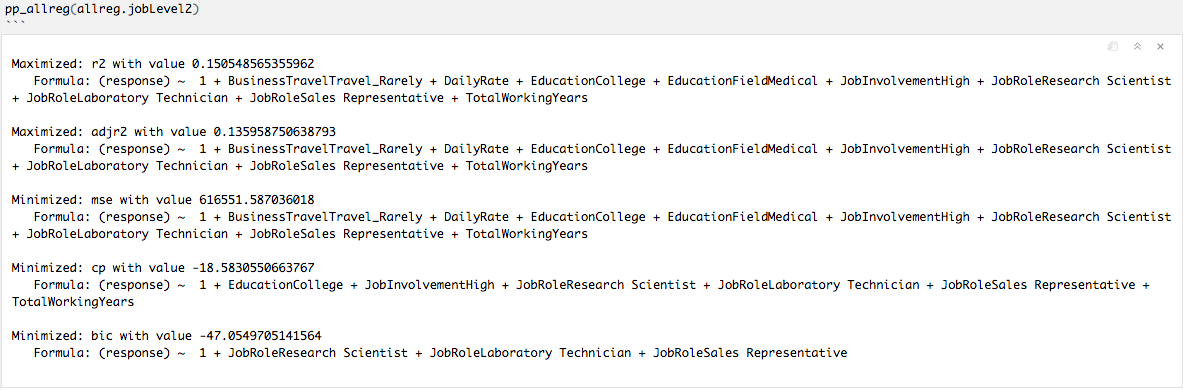 pp_allreg(allreg.jobLevel2)
```
Maximized: r2 with value 0.150548565355962
Formula: (response) ~ 1 + BusinessTravelTravel_Rarely + DailyRate + EducationCollege + EducationFieldMedical + JobInvolvementHigh + JobRoleResearch Scientist
+ JobRoleLaboratory Technician + JobRoleSales Representative + TotalWorkingYears
Maximized: adjr2 with value 0.135958750638793
Formula: (response) ~ 1 + BusinessTravelTravel_Rarely + DailyRate + EducationCollege + EducationFieldMedical + JobInvolvementHigh + JobRoleResearch Scientist
+ JobRoleLaboratory Technician + JobRoleSales Representative + TotalWorkingYears
Minimized: mse with value 616551.587036018
Formula: (response) ~ 1 + BusinessTravelTravel_Rarely + DailyRate + EducationCollege + EducationFieldMedical + JobInvolvementHigh + JobRoleResearch Scientist
+ JobRoleLaboratory Technician + JobRoleSales Representative + TotalWorkingYears
Minimized: cp with value -18.5830550663767
Formula: (response) ~ 1 + EducationCollege + JobInvolvementHigh + JobRoleResearch Scientist + JobRoleLaboratory Technician + JobRoleSales Representative +
TotalWorkingYears
Minimized: bic with value -47.0549705141564
Formula: (response) ~ 1 + JobRoleResearch Scientist + JobRoleLaboratory Technician + JobRoleSales Representative